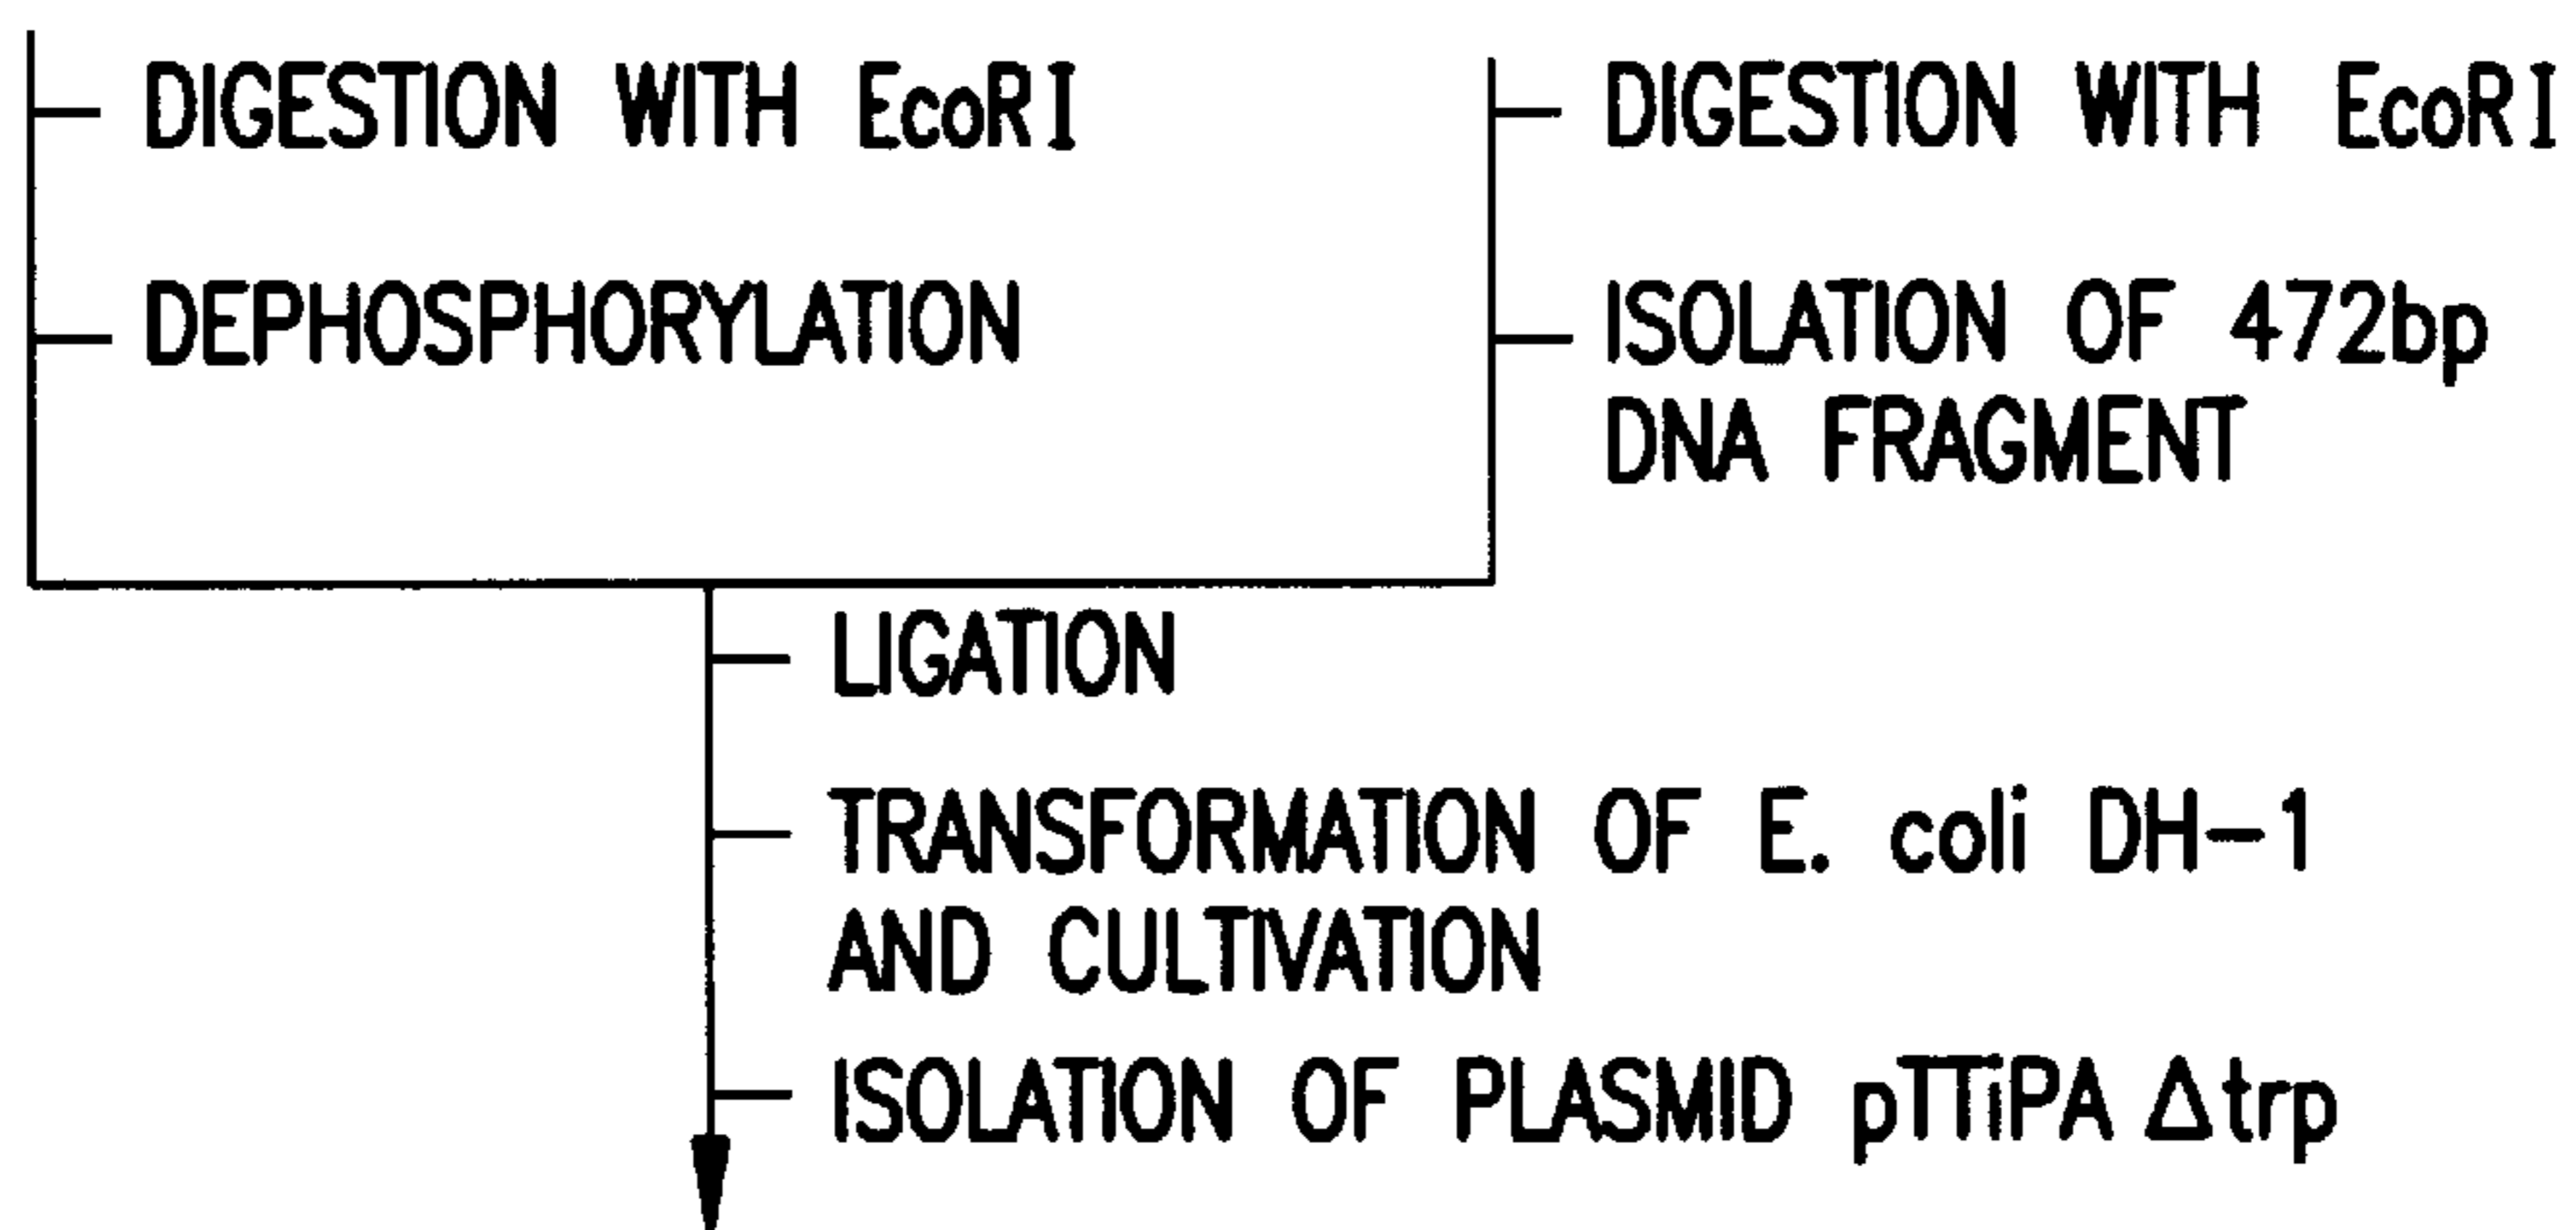 DIGESTION WITH EcoRI
DEPHOSPHORYLATION
DIGESTION WITH EcoRI
ISOLATION OF 472bp
DNA FRAGMENT
LIGATION
TRANSFORMATION OF E. coli DH-1
AND CULTIVATION
ISOLATION OF PLASMID pTTiPA Δtrp